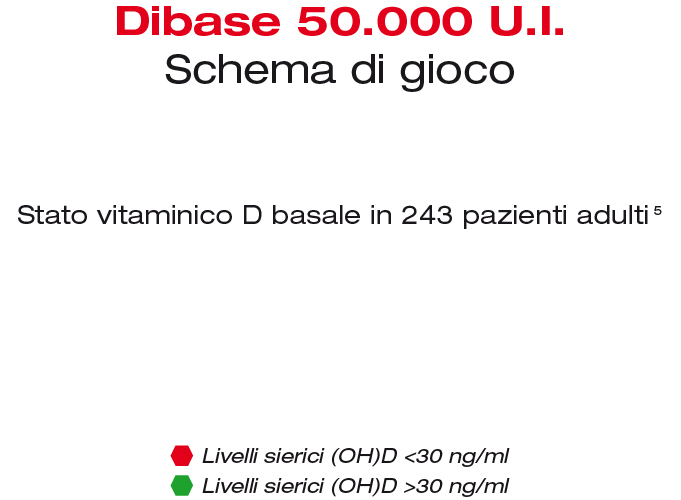 Dibase 50.000 U.I.
Schema di gioco
Stato vitaminico D basale in 243 pazienti adulti ⁵
Livelli sierici (OH)D <30 ng/ml
Livelli sierici (OH)D >30 ng/ml